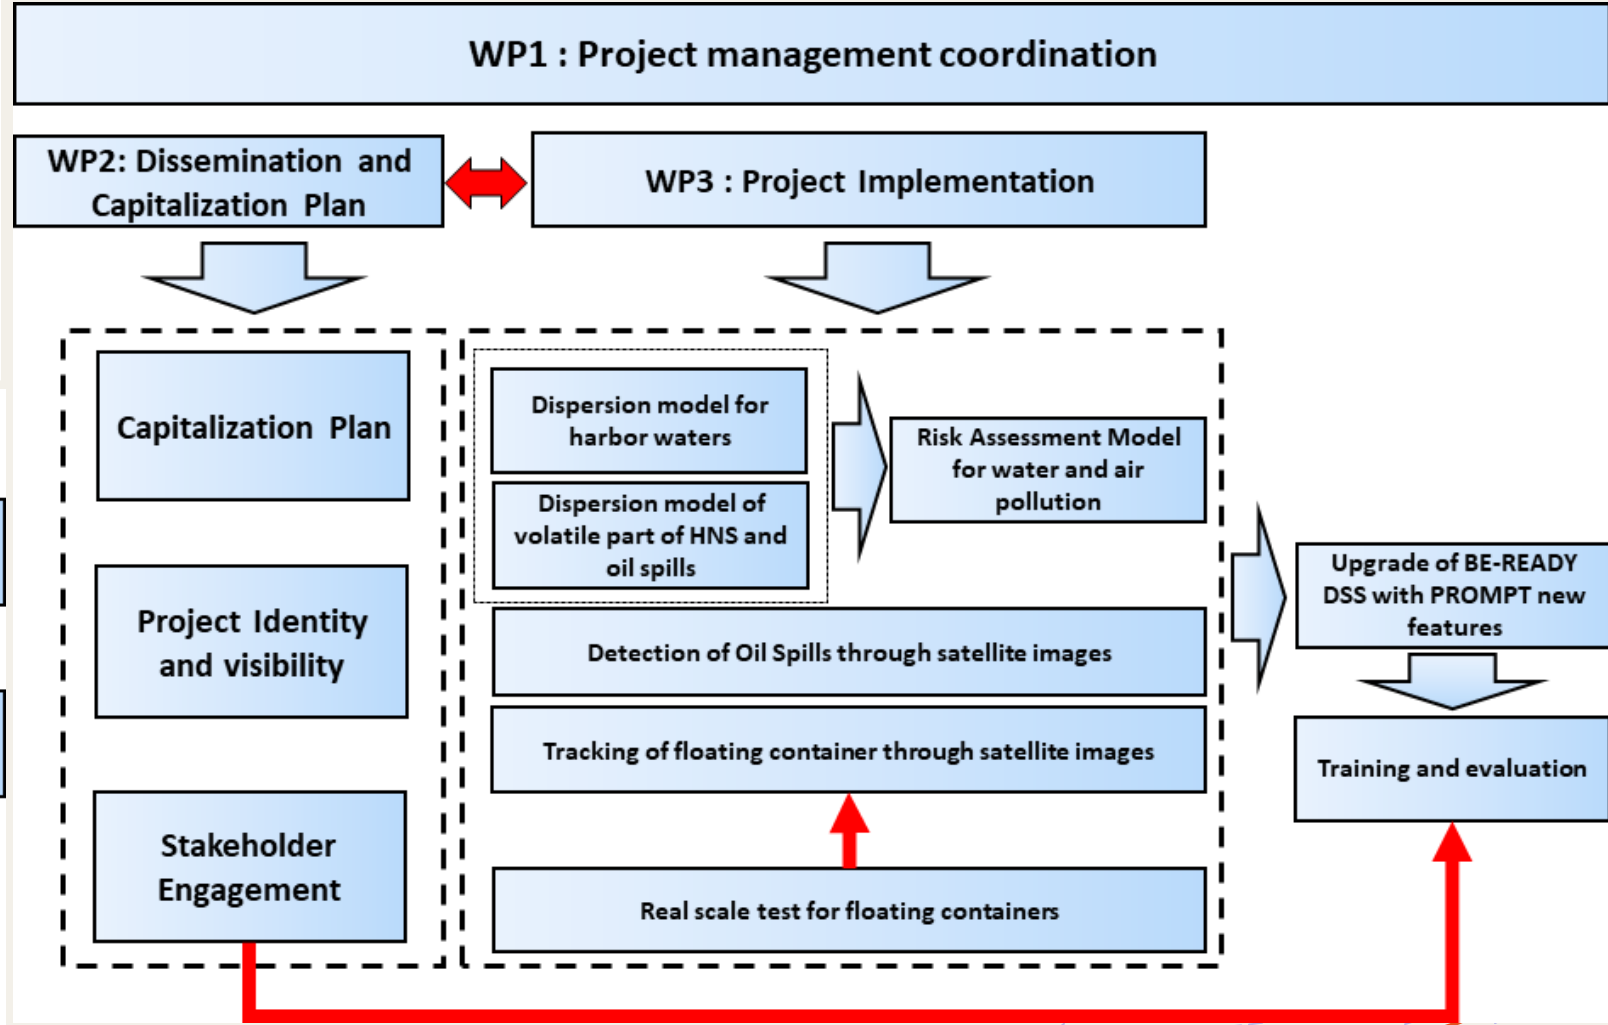 WP1 : Project management coordination
WP2: Dissemination and
Capitalization Plan
WP3 : Project Implementation
Capitalization Plan
Project Identity
and visibility
Stakeholder
Engagement
Dispersion model for
harbor waters
Dispersion model of
volatile part of HNS and
oil spills
Risk Assessment Model
for water and air
pollution
Detection of Oil Spills through satellite images
Tracking of floating container through satellite images
Real scale test for floating containers
Upgrade of BE-READY
DSS with PROMPT new
features
Training and evaluation